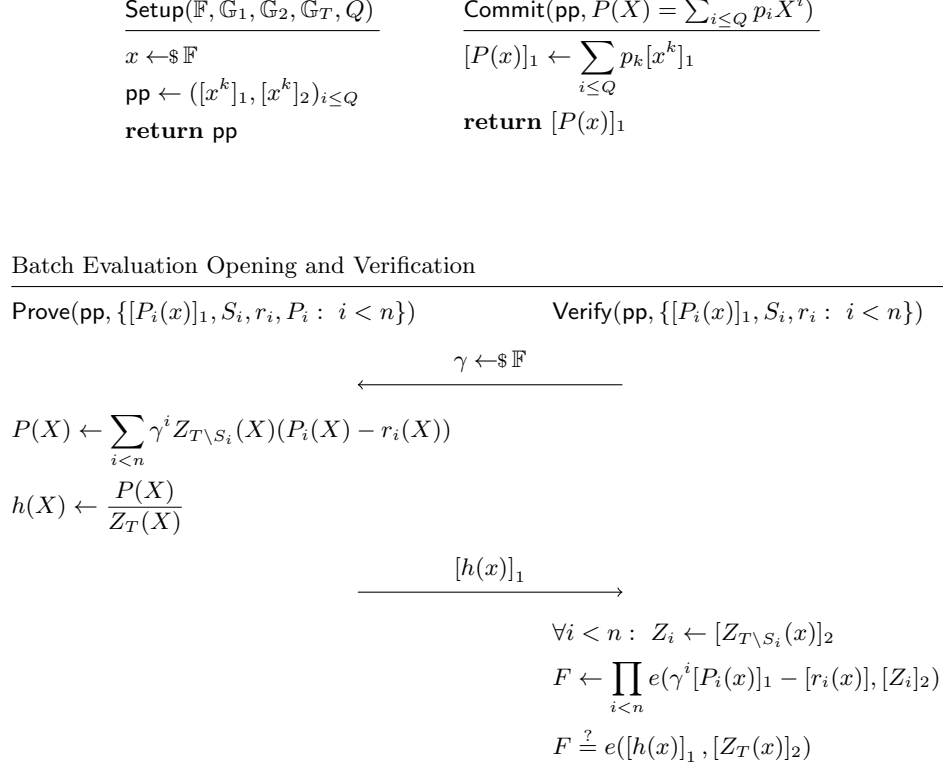 Setup(𝔽, 𝔾₁, 𝔾₂, 𝔾_T, Q)
x ←$ 𝔽
pp ← ([x^k]₁, [x^k]₂)_{i≤Q}
return pp
Commit(pp, P(X) = ∑_{i≤Q} p_i X^i)
[P(x)]₁ ← ∑_{i≤Q} p_k[x^k]₁
return [P(x)]₁
Batch Evaluation Opening and Verification
Prove(pp, {[P_i(x)]₁, S_i, r_i, P_i : i < n}) Verify(pp, {[P_i(x)]₁, S_i, r_i : i < n})
γ ←$ 𝔽
P(X) ← ∑_{i<n} γ^i Z_{T\S_i}(X)(P_i(X) − r_i(X))
h(X) ← P(X) / Z_T(X)
[h(x)]₁
∀i < n : Z_i ← [Z_{T\S_i}(x)]₂
F ← ∏_{i<n} e(γ^i[P_i(x)]₁ − [r_i(x)], [Z_i]₂)
F ≟ e([h(x)]₁, [Z_T(x)]₂)